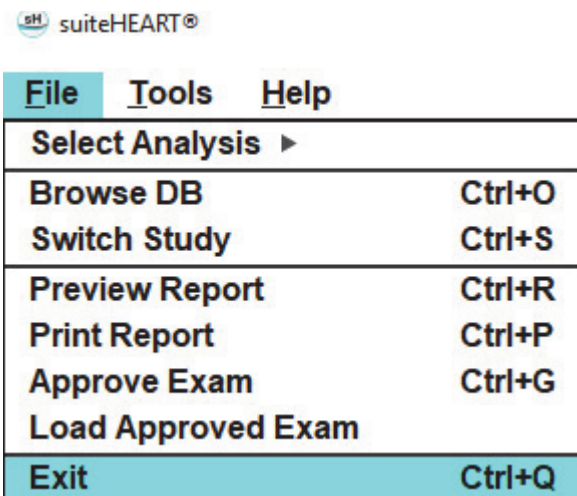 sH suiteHEART®
File Tools Help
Select Analysis ▶
Browse DB Ctrl+O
Switch Study Ctrl+S
Preview Report Ctrl+R
Print Report Ctrl+P
Approve Exam Ctrl+G
Load Approved Exam
Exit Ctrl+Q